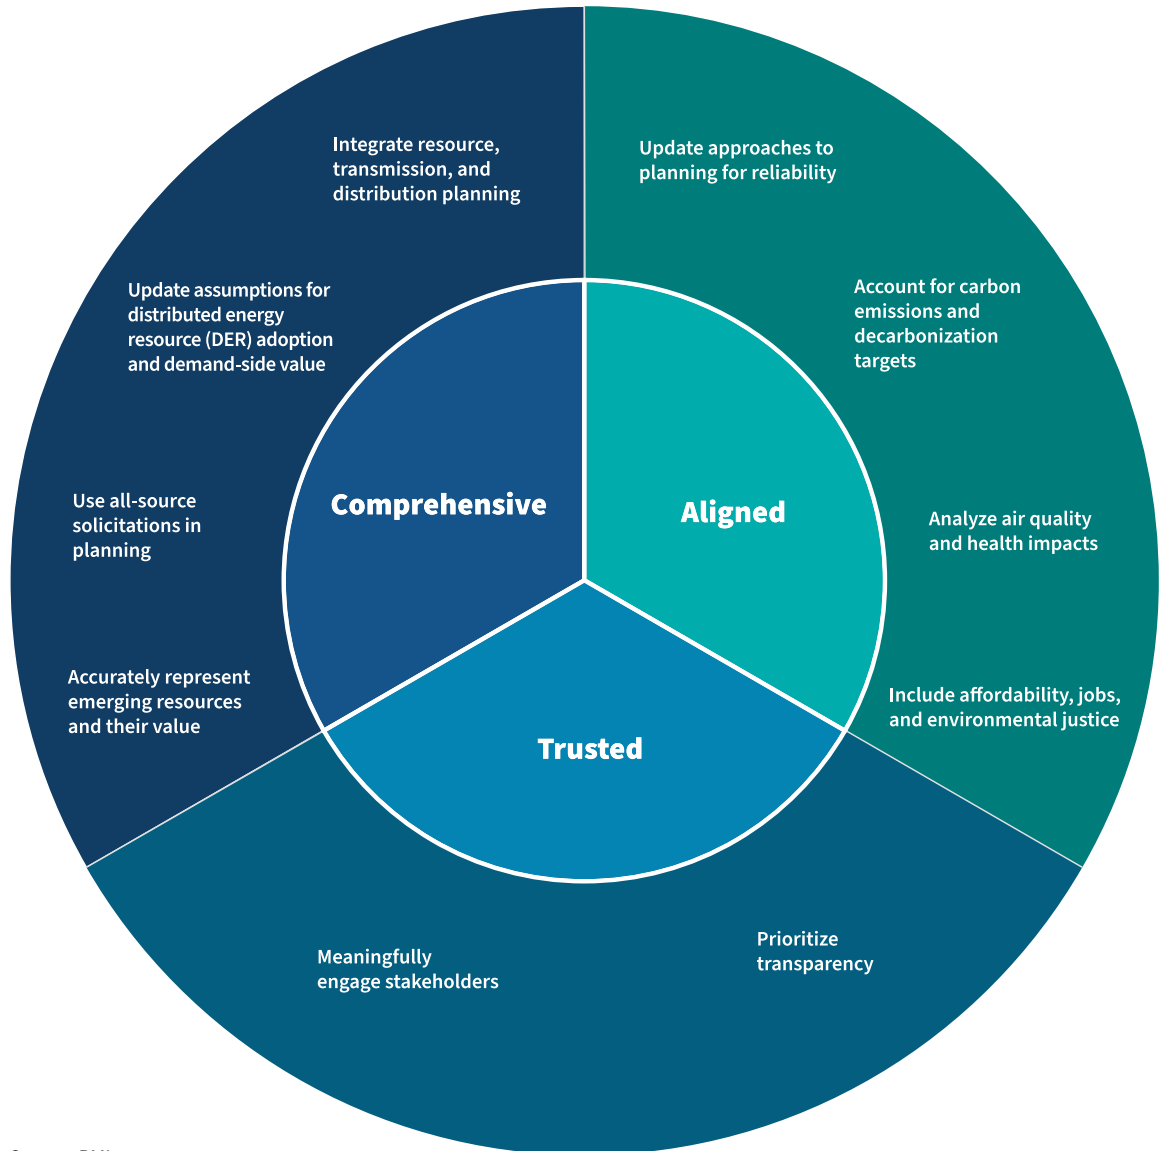 Integrate resource,
transmission, and
distribution planning
Update assumptions for
distributed energy
resource (DER) adoption
and demand-side value
Use all-source
solicitations in
planning
Accurately represent
emerging resources
and their value
Comprehensive
Update approaches to
planning for reliability
Account for carbon
emissions and
decarbonization
targets
Analyze air quality
and health impacts
Include affordability, jobs,
and environmental justice
Aligned
Trusted
Meaningfully
engage stakeholders
Prioritize
transparency